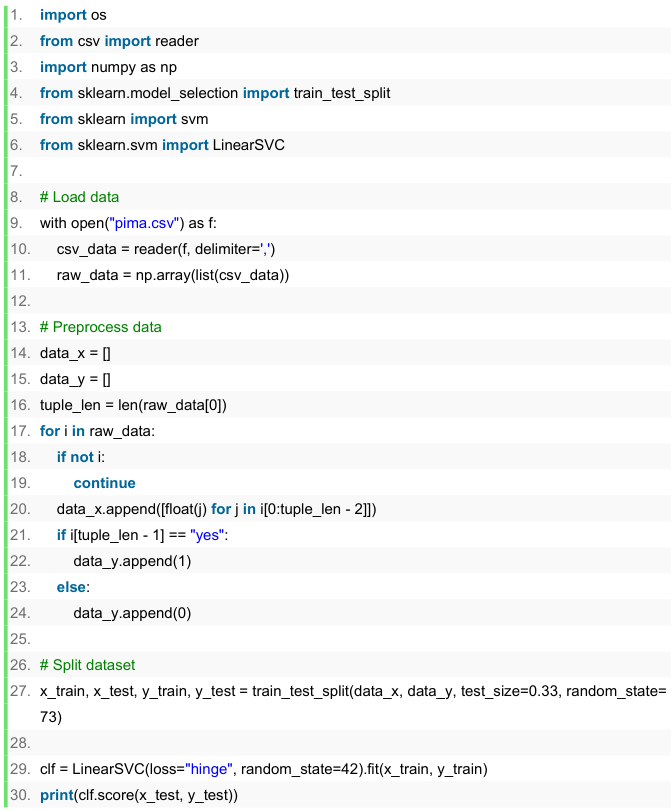 1. import os
2. from csv import reader
3. import numpy as np
4. from sklearn.model_selection import train_test_split
5. from sklearn import svm
6. from sklearn.svm import LinearSVC
7.
8. # Load data
9. with open("pima.csv") as f:
10.     csv_data = reader(f, delimiter=',')
11.     raw_data = np.array(list(csv_data))
12.
13. # Preprocess data
14. data_x = []
15. data_y = []
16. tuple_len = len(raw_data[0])
17. for i in raw_data:
18.     if not i:
19.         continue
20.     data_x.append([float(j) for j in i[0:tuple_len - 2]])
21.     if i[tuple_len - 1] == "yes":
22.         data_y.append(1)
23.     else:
24.         data_y.append(0)
25.
26. # Split dataset
27. x_train, x_test, y_train, y_test = train_test_split(data_x, data_y, test_size=0.33, random_state=
73)
28.
29. clf = LinearSVC(loss="hinge", random_state=42).fit(x_train, y_train)
30. print(clf.score(x_test, y_test))